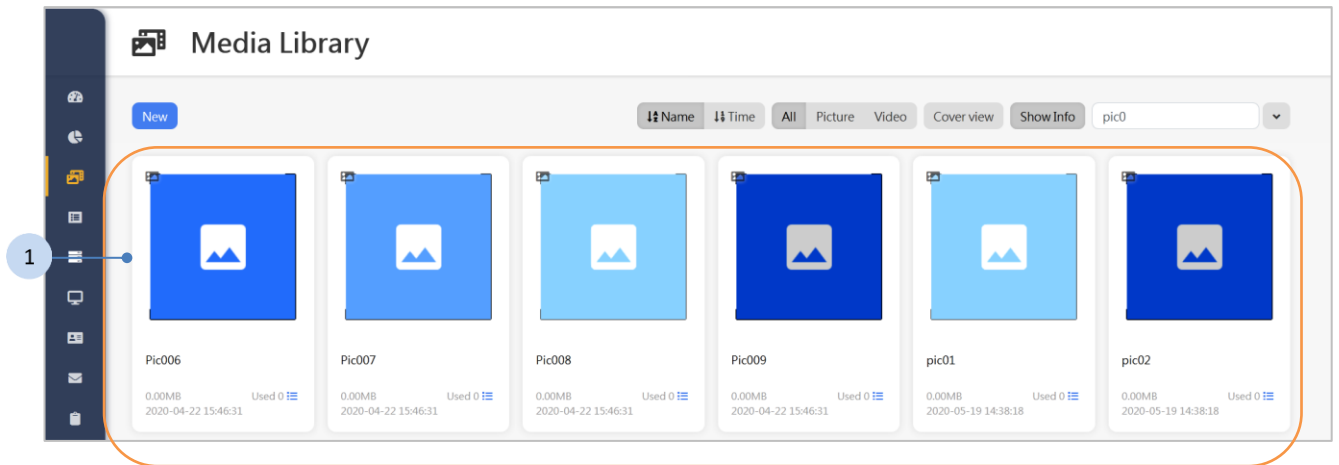 Media Library
New
Name Time All Picture Video Cover view Show Info pic0
1
Pic006 Pic007 Pic008 Pic009 pic01 pic02
0.00MB Used 0 0.00MB Used 0 0.00MB Used 0 0.00MB Used 0 0.00MB Used 0 0.00MB Used 0
2020-04-22 15:46:31 2020-04-22 15:46:31 2020-04-22 15:46:31 2020-04-22 15:46:31 2020-05-19 14:38:18 2020-05-19 14:38:18